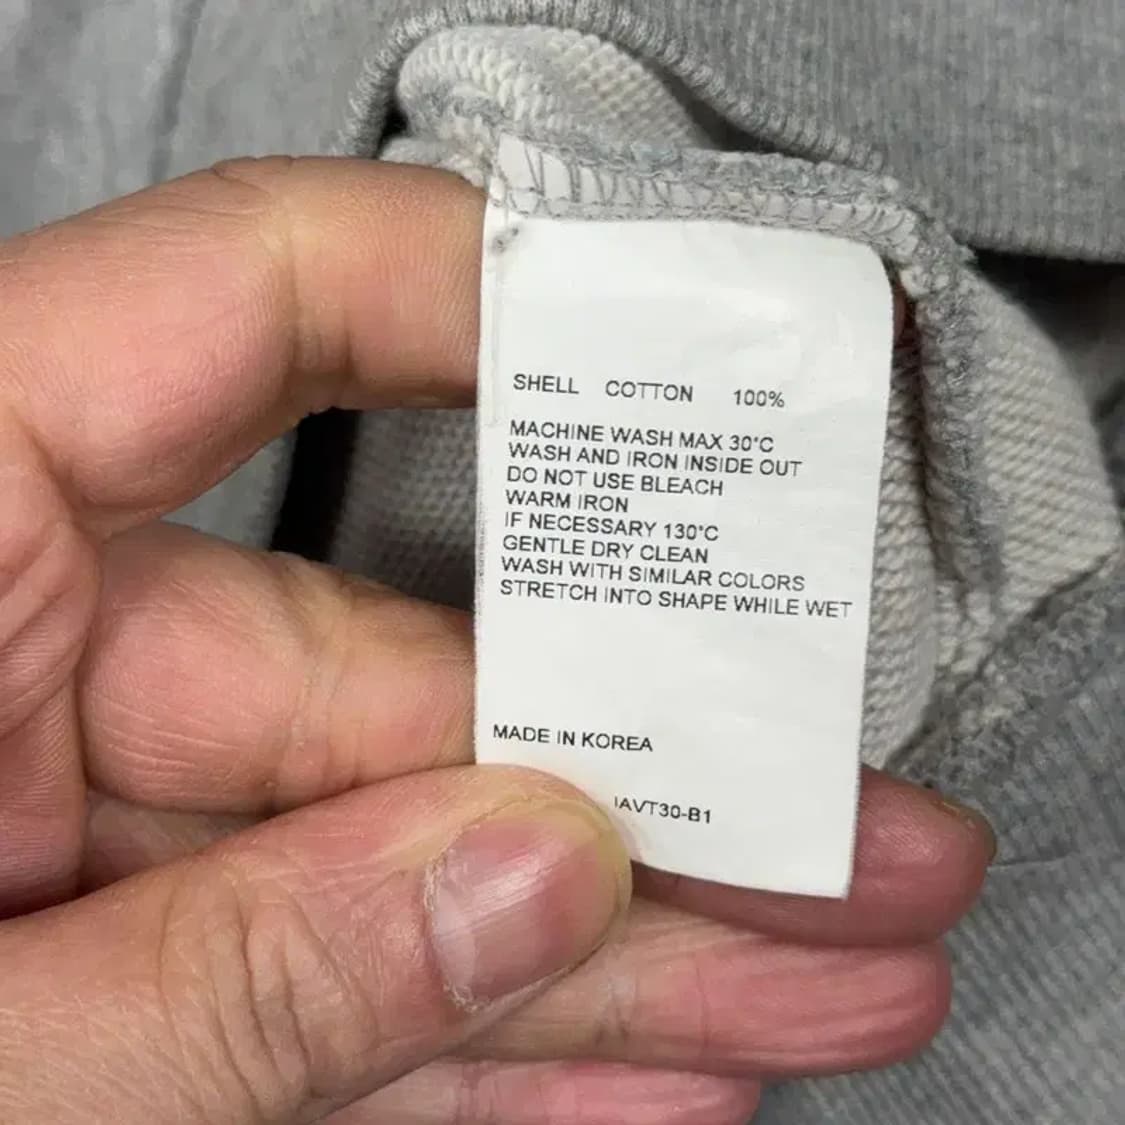 SHELL COTTON 100%
MACHINE WASH MAX 30°C
WASH AND IRON INSIDE OUT
DO NOT USE BLEACH
WARM IRON
IF NECESSARY 130°C
GENTLE DRY CLEAN
WASH WITH SIMILAR COLORS
STRETCH INTO SHAPE WHILE WET
MADE IN KOREA
IAVT30-B1